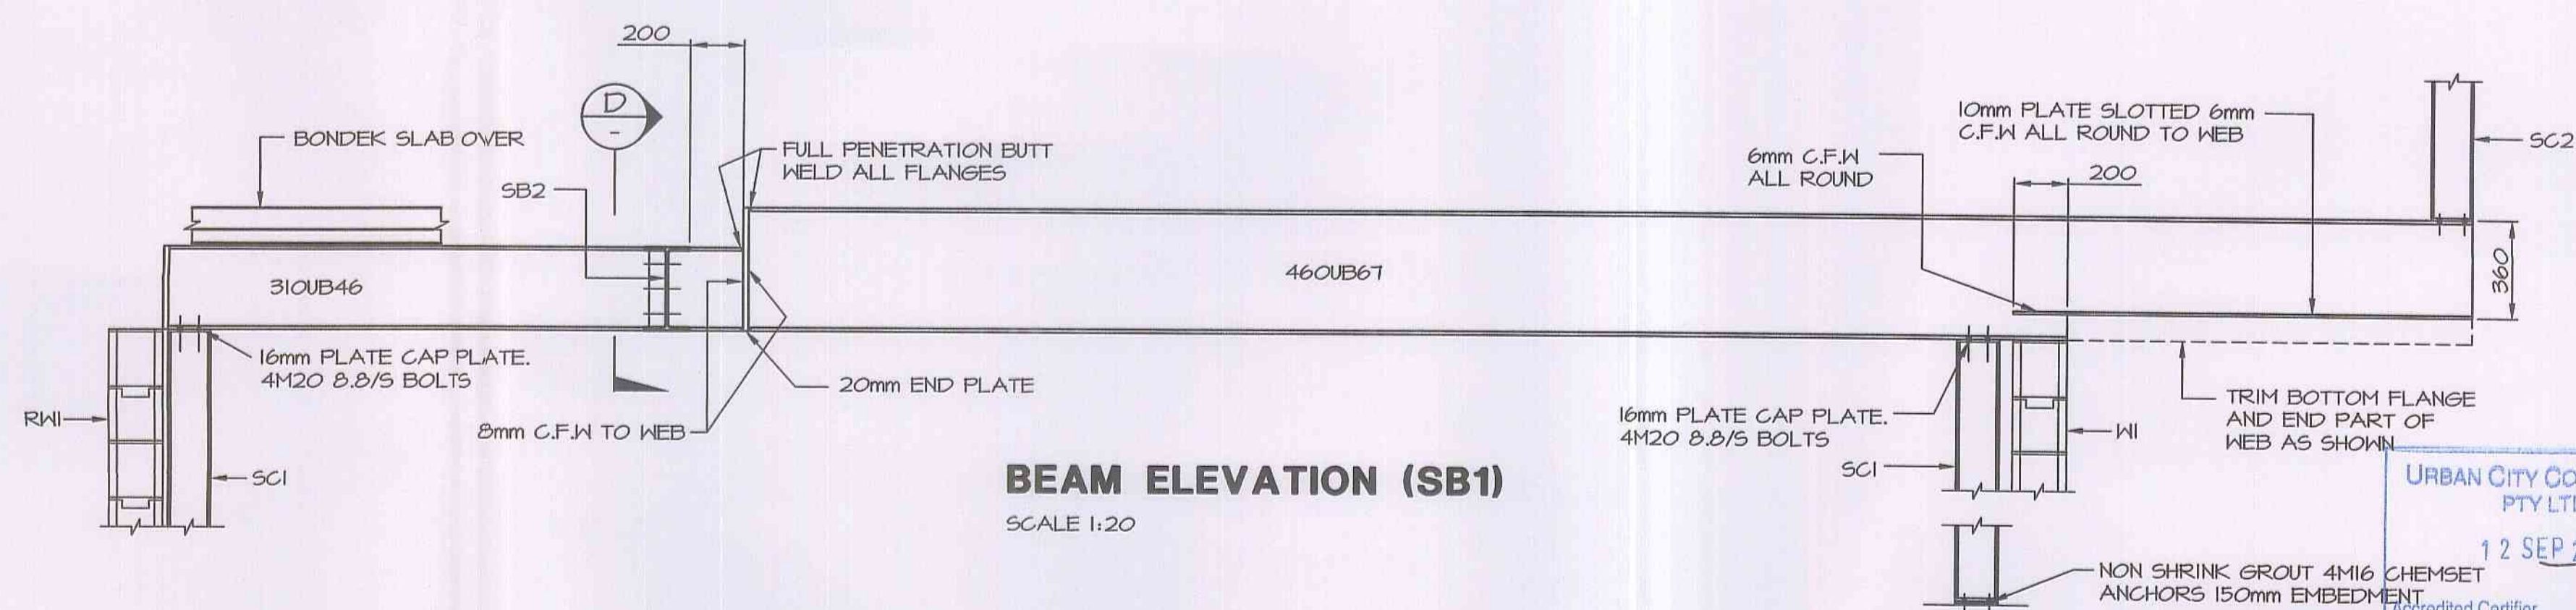 200
D
-
BONDEK SLAB OVER
SB2
FULL PENETRATION BUTT
WELD ALL FLANGES
310UB46
460UB67
10mm PLATE SLOTTED 6mm
C.F.W ALL ROUND TO WEB
6mm C.F.W
ALL ROUND
200
SC2
360
16mm PLATE CAP PLATE.
4M20 8.8/S BOLTS
RW1
SC1
8mm C.F.W TO WEB
20mm END PLATE
16mm PLATE CAP PLATE.
4M20 8.8/S BOLTS
SC1
W1
TRIM BOTTOM FLANGE
AND END PART OF
WEB AS SHOWN
BEAM ELEVATION (SB1)
SCALE 1:20
URBAN CITY CO
PTY LT
12 SEP
NON SHRINK GROUT 4M16 CHEMSET
ANCHORS 150mm EMBEDMENT
Accredited Certifier